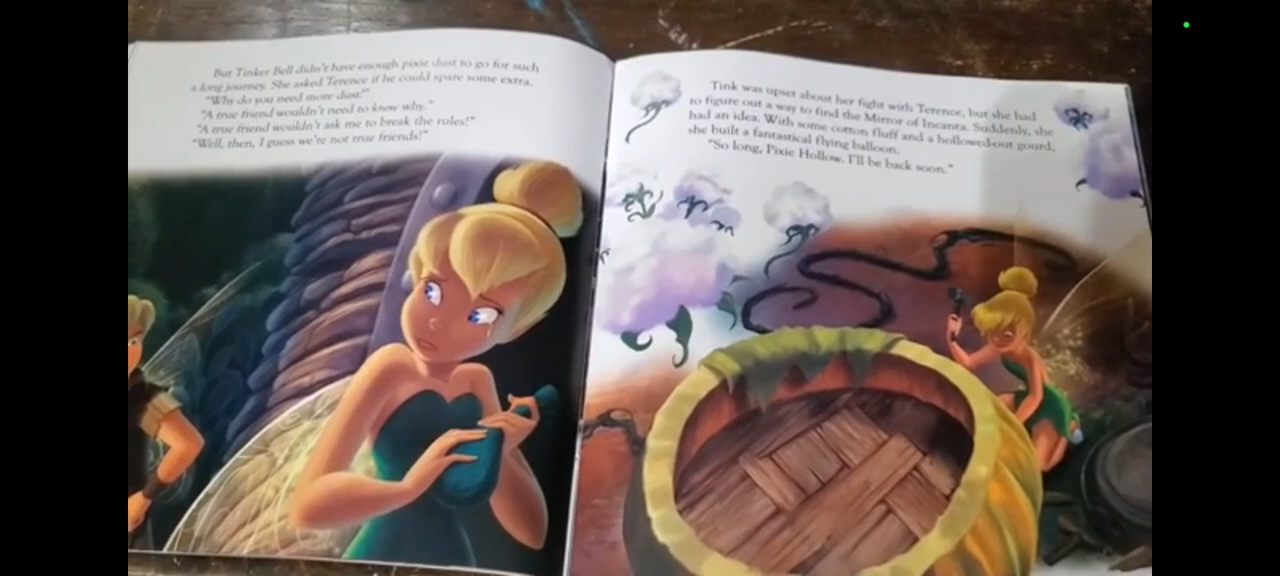 But Tinker Bell didn't have enough pixie dust to go for such
a long journey. She asked Terence if he could spare some extra.
"Why do you need more dust?"
"A true friend wouldn't need to know why."
"A true friend wouldn't ask me to break the rules!"
"Well, then, I guess we're not true friends!"
Tink was upset about her fight with Terence, but she had
to figure out a way to find the Mirror of Incanta. Suddenly, she
had an idea. With some cotton fluff and a hollowed-out gourd,
she built a fantastical flying balloon.
"So long, Pixie Hollow. I'll be back soon."